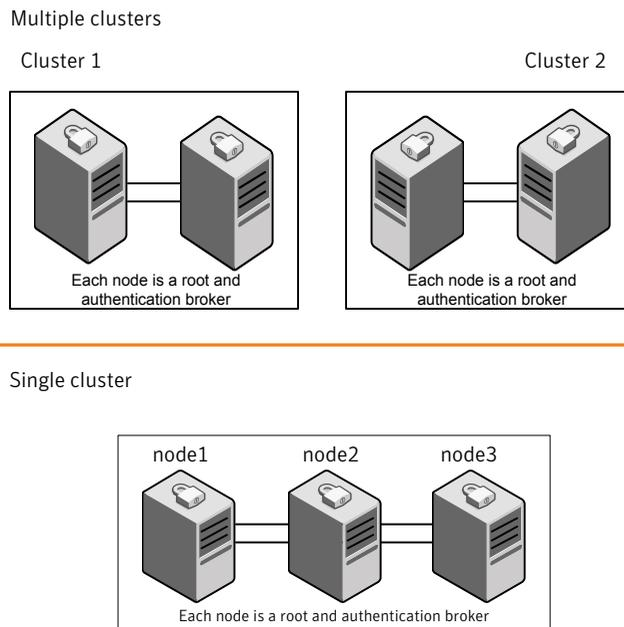 Multiple clusters
Cluster 1
Cluster 2
Each node is a root and
authentication broker
Each node is a root and
authentication broker
Single cluster
node1
node2
node3
Each node is a root and authentication broker